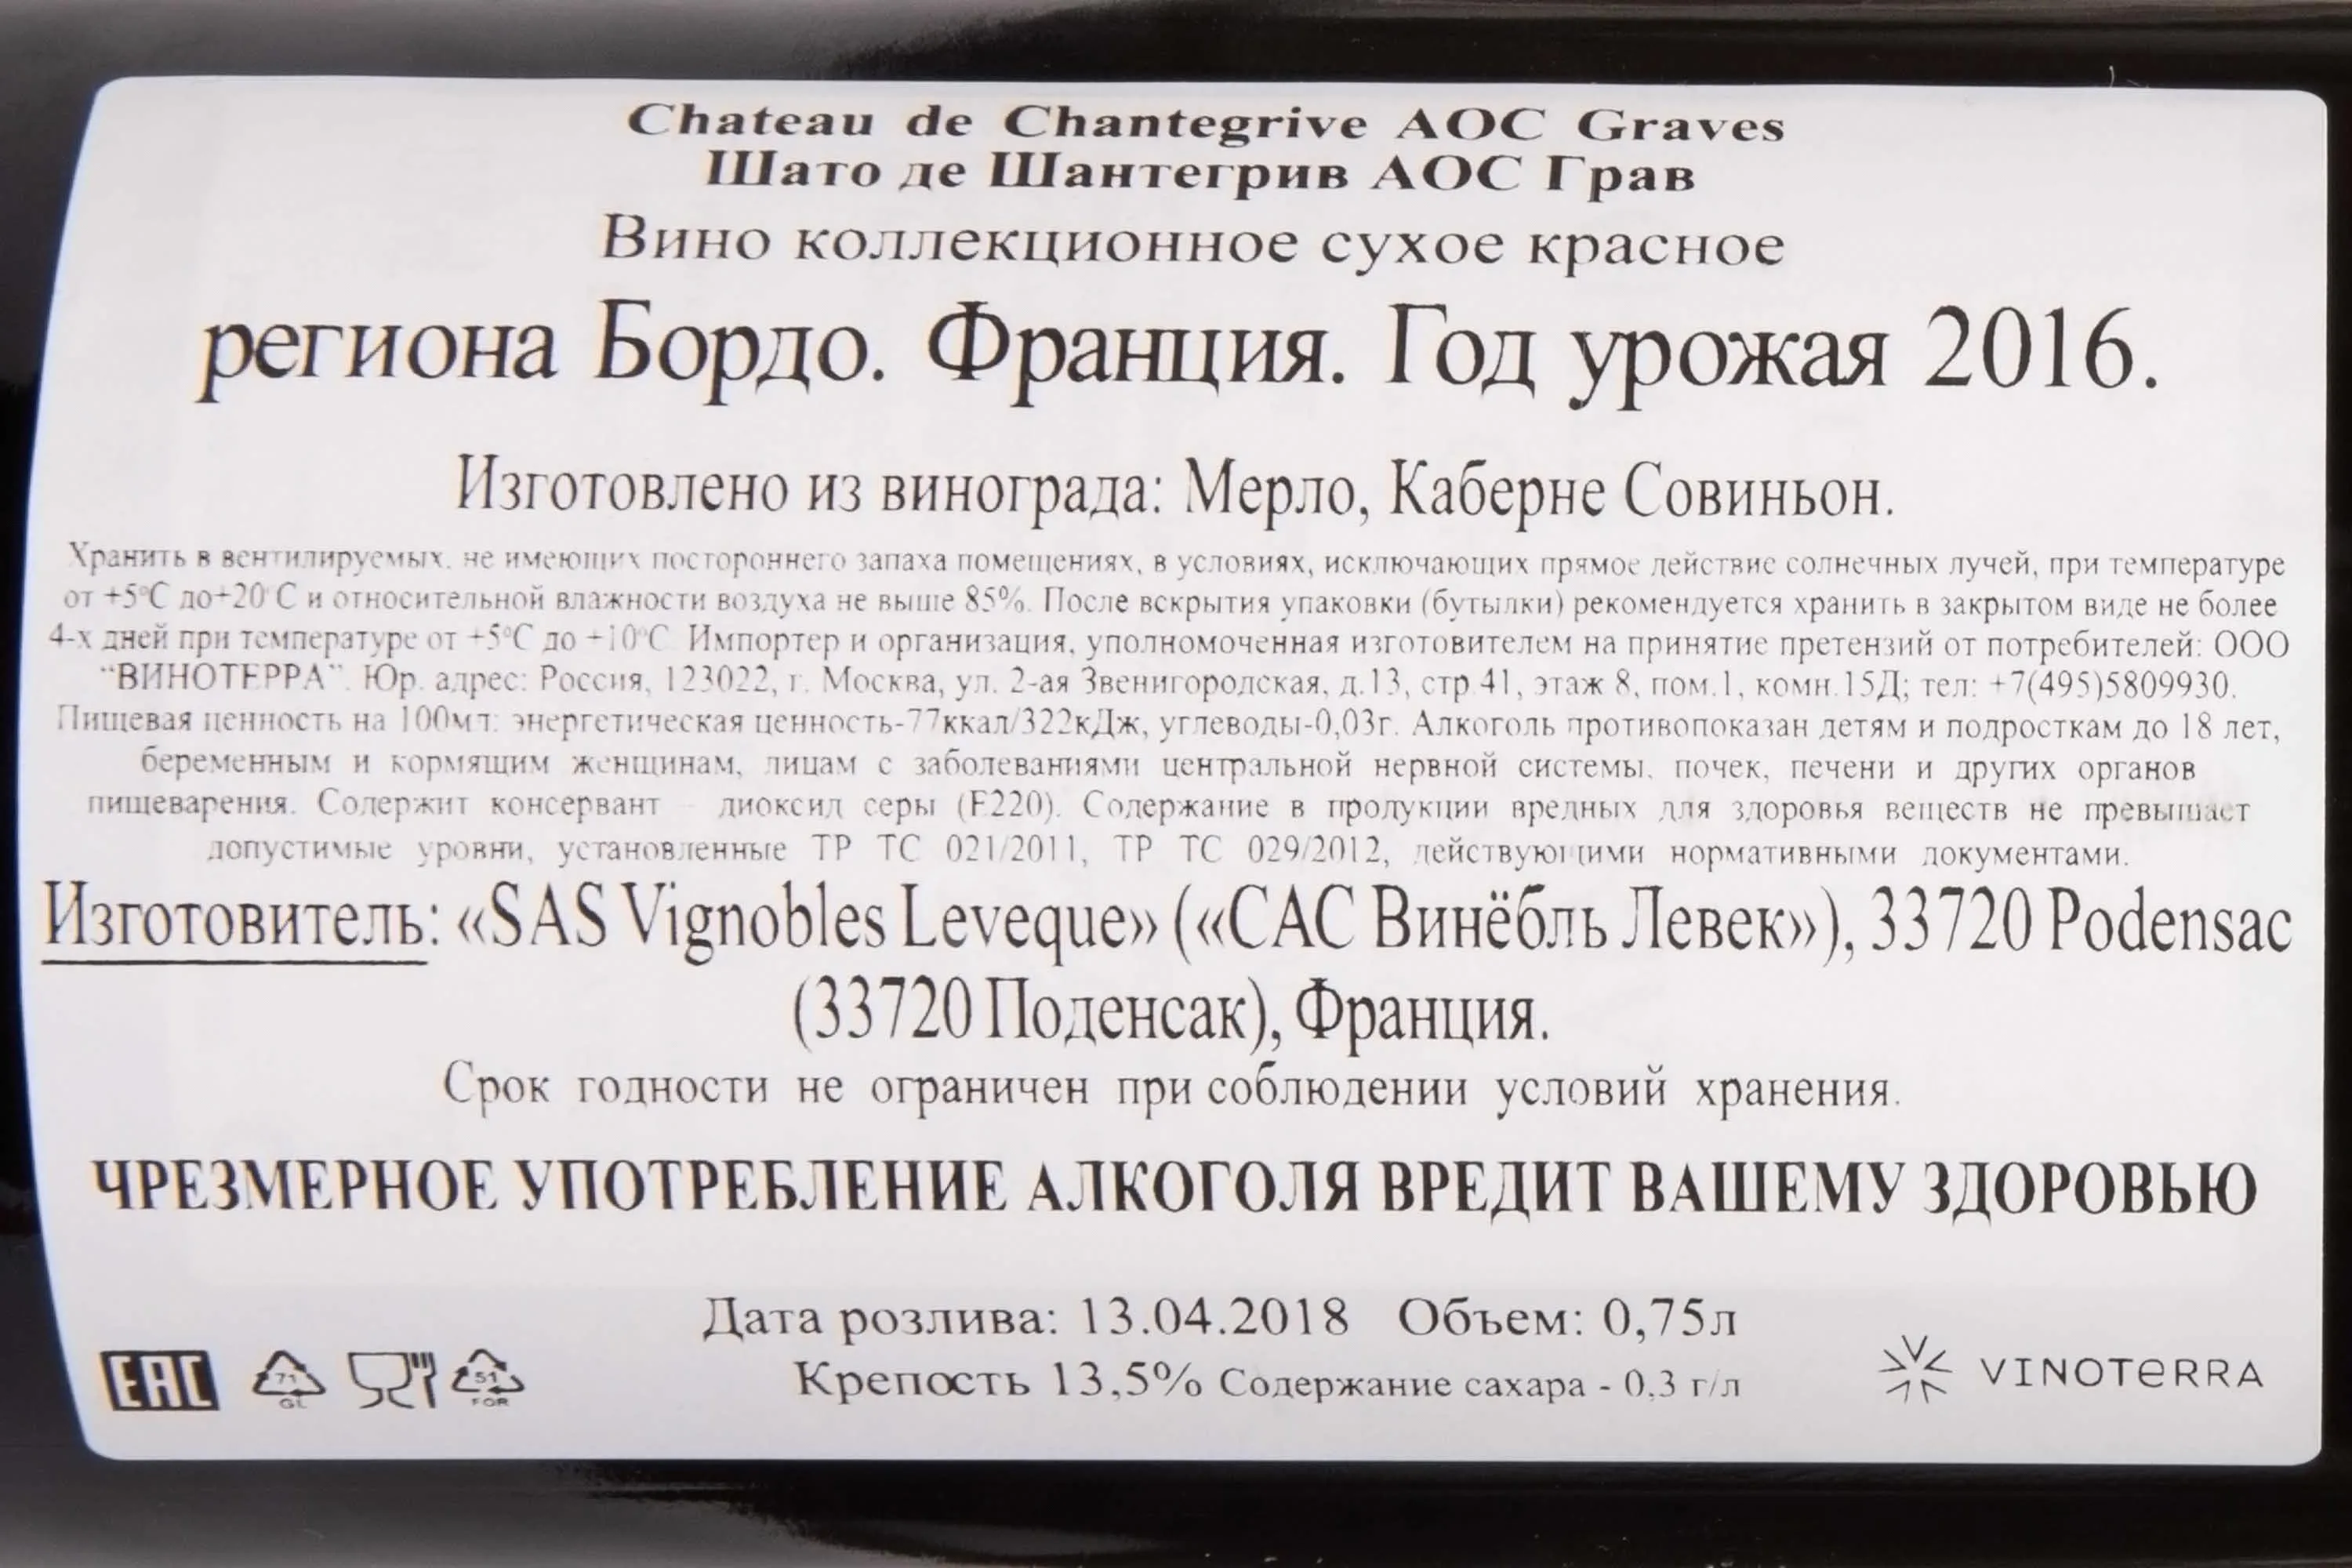 Chateau de Chantegrive AOC Graves
Шато де Шантегрив АОС Грав
Вино коллекционное сухое красное
региона Бордо. Франция. Год урожая 2016.
Изготовлено из винограда: Мерло, Каберне Совиньон.
Хранить в вентилируемых, не имеющих постороннего запаха помещениях, в условиях, исключающих прямое действие солнечных лучей, при температуре
от +5°С до+20°С и относительной влажности воздуха не выше 85%. После вскрытия упаковки (бутылки) рекомендуется хранить в закрытом виде не более
4-х дней при температуре от +5°С до +10°С. Импортер и организация, уполномоченная изготовителем на принятие претензий от потребителей: ООО
"ВИНОТЕРРА". Юр. адрес: Россия, 123022, г. Москва, ул. 2-ая Звенигородская, д.13, стр.41, этаж 8, пом.1, комн.15Д; тел: +7(495)5809930.
Пищевая ценность на 100мл: энергетическая ценность-77ккал/322кДж, углеводы-0,03г. Алкоголь противопоказан детям и подросткам до 18 лет,
беременным и кормящим женщинам, лицам с заболеваниями центральной нервной системы, почек, печени и других органов
пищеварения. Содержит консервант – диоксид серы (Е220). Содержание в продукции вредных для здоровья веществ не превышает
допустимые уровни, установленные ТР ТС 021/2011, ТР ТС 029/2012, действующими нормативными документами.
Изготовитель: «SAS Vignobles Leveque» («САС Винёбль Левек»), 33720 Podensac
(33720 Поденсак), Франция.
Срок годности не ограничен при соблюдении условий хранения.
ЧРЕЗМЕРНОЕ УПОТРЕБЛЕНИЕ АЛКОГОЛЯ ВРЕДИТ ВАШЕМУ ЗДОРОВЬЮ
Дата розлива: 13.04.2018 Объем: 0,75л
Крепость 13,5% Содержание сахара - 0,3 г/л
EAC 71 GL 51 FOR
VINOTERRA